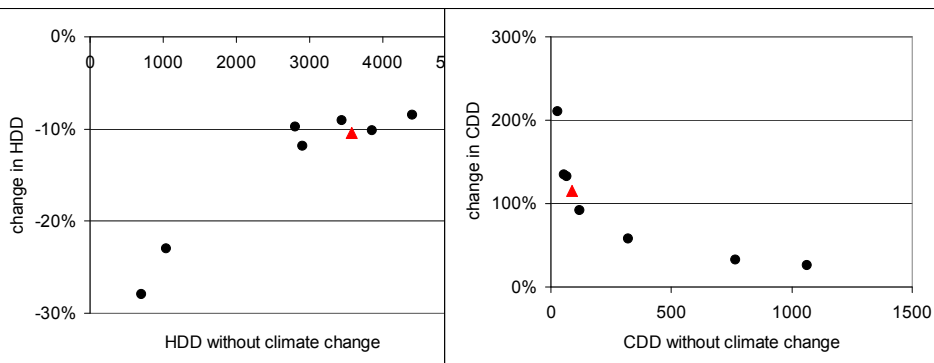 0%
0 1000 2000 3000 4000 5
-10%
-20%
-30%
change in HDD
HDD without climate change
300%
200%
100%
0%
0 500 1000 1500
change in CDD
CDD without climate change